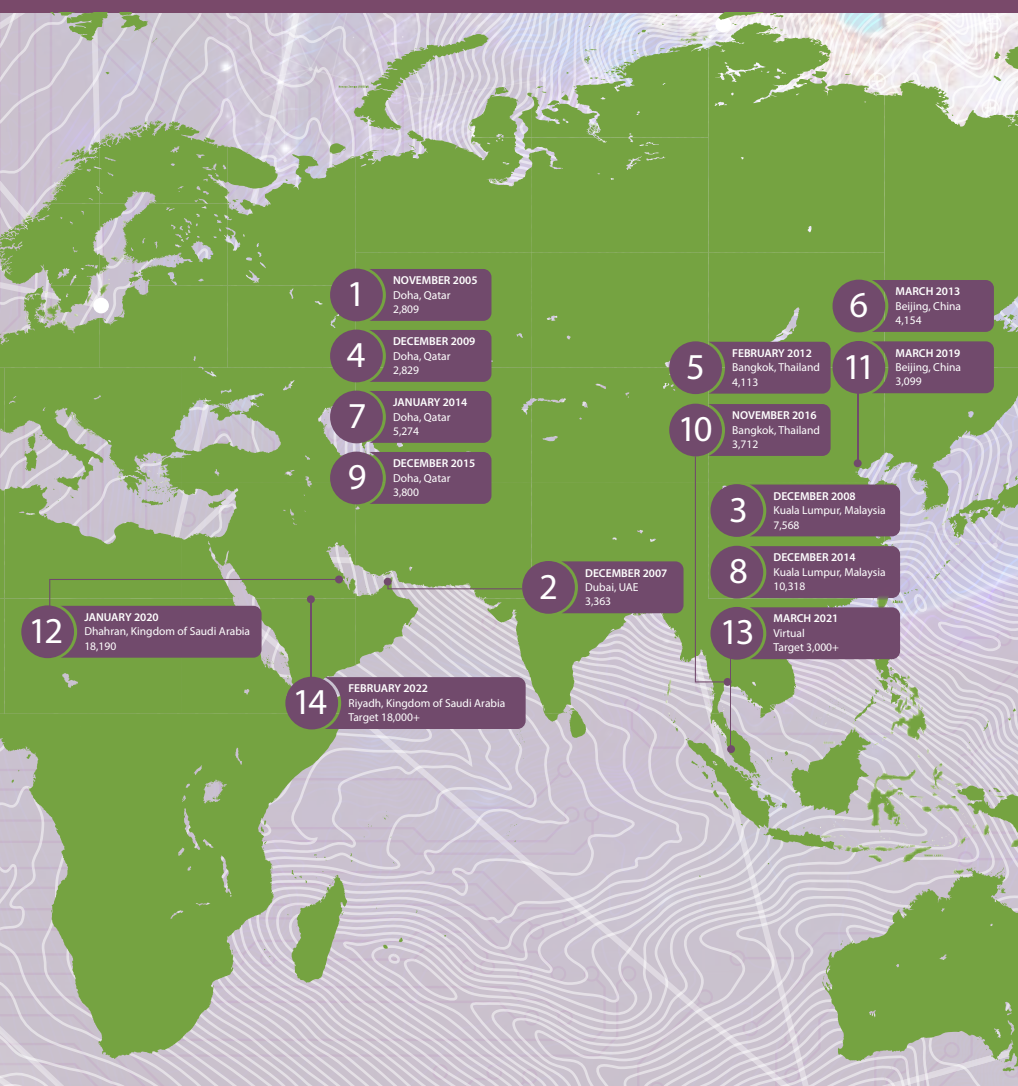 1
NOVEMBER 2005
Doha, Qatar
2,809
4
DECEMBER 2009
Doha, Qatar
2,829
7
JANUARY 2014
Doha, Qatar
5,274
9
DECEMBER 2015
Doha, Qatar
3,800
6
MARCH 2013
Beijing, China
4,154
11
MARCH 2019
Beijing, China
3,099
5
FEBRUARY 2012
Bangkok, Thailand
4,113
10
NOVEMBER 2016
Bangkok, Thailand
3,712
3
DECEMBER 2008
Kuala Lumpur, Malaysia
7,568
8
DECEMBER 2014
Kuala Lumpur, Malaysia
10,318
13
MARCH 2021
Virtual
Target 3,000+
2
DECEMBER 2007
Dubai, UAE
3,363
12
JANUARY 2020
Dhahran, Kingdom of Saudi Arabia
18,190
14
FEBRUARY 2022
Riyadh, Kingdom of Saudi Arabia
Target 18,000+